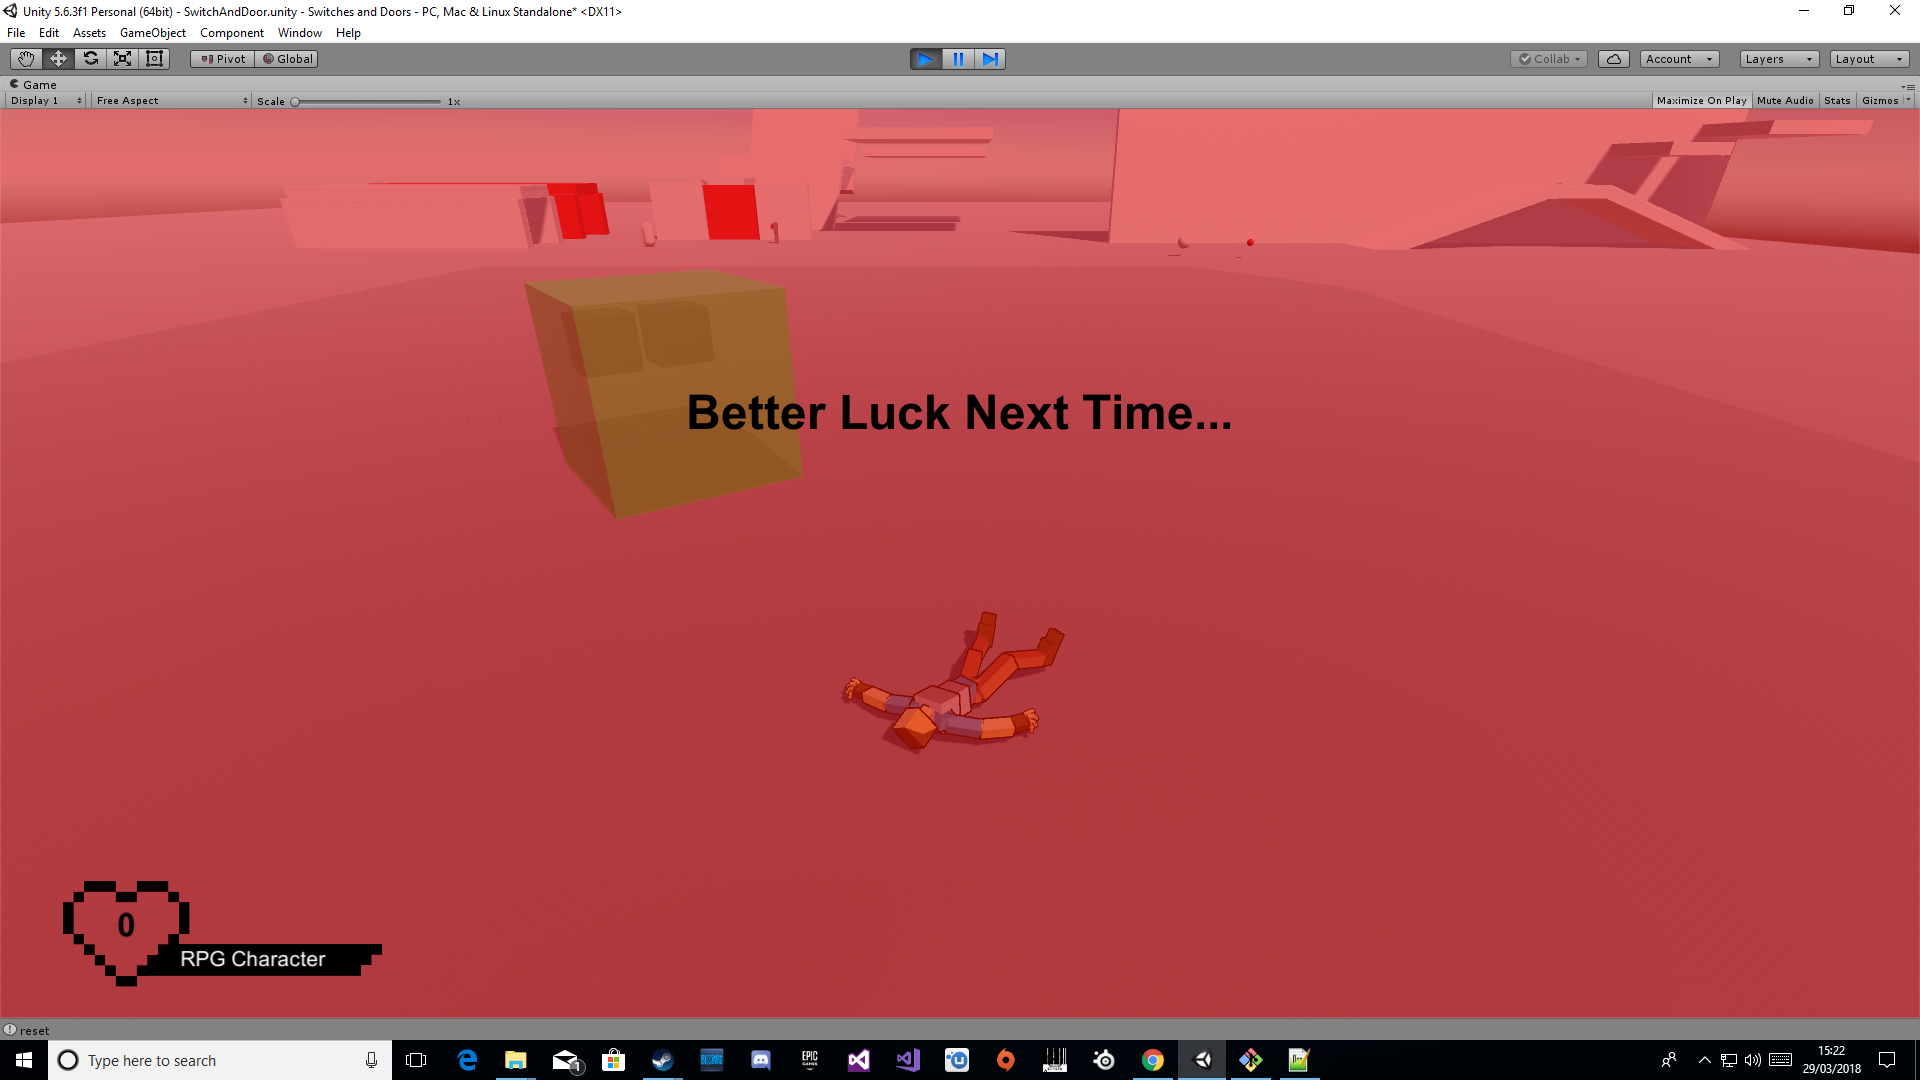 Unity 5.6.3f1 Personal (64bit) - SwitchAndDoor.unity - Switches and Doors - PC, Mac & Linux Standalone* <DX11>
File Edit Assets GameObject Component Window Help
Pivot Global Collab Account Layers Layout
Game
Display 1 Free Aspect Scale 1x Maximize On Play Mute Audio Stats Gizmos
Better Luck Next Time...
0
RPG Character
reset
Type here to search
1
EPIC
GAMES
15:22
29/03/2018